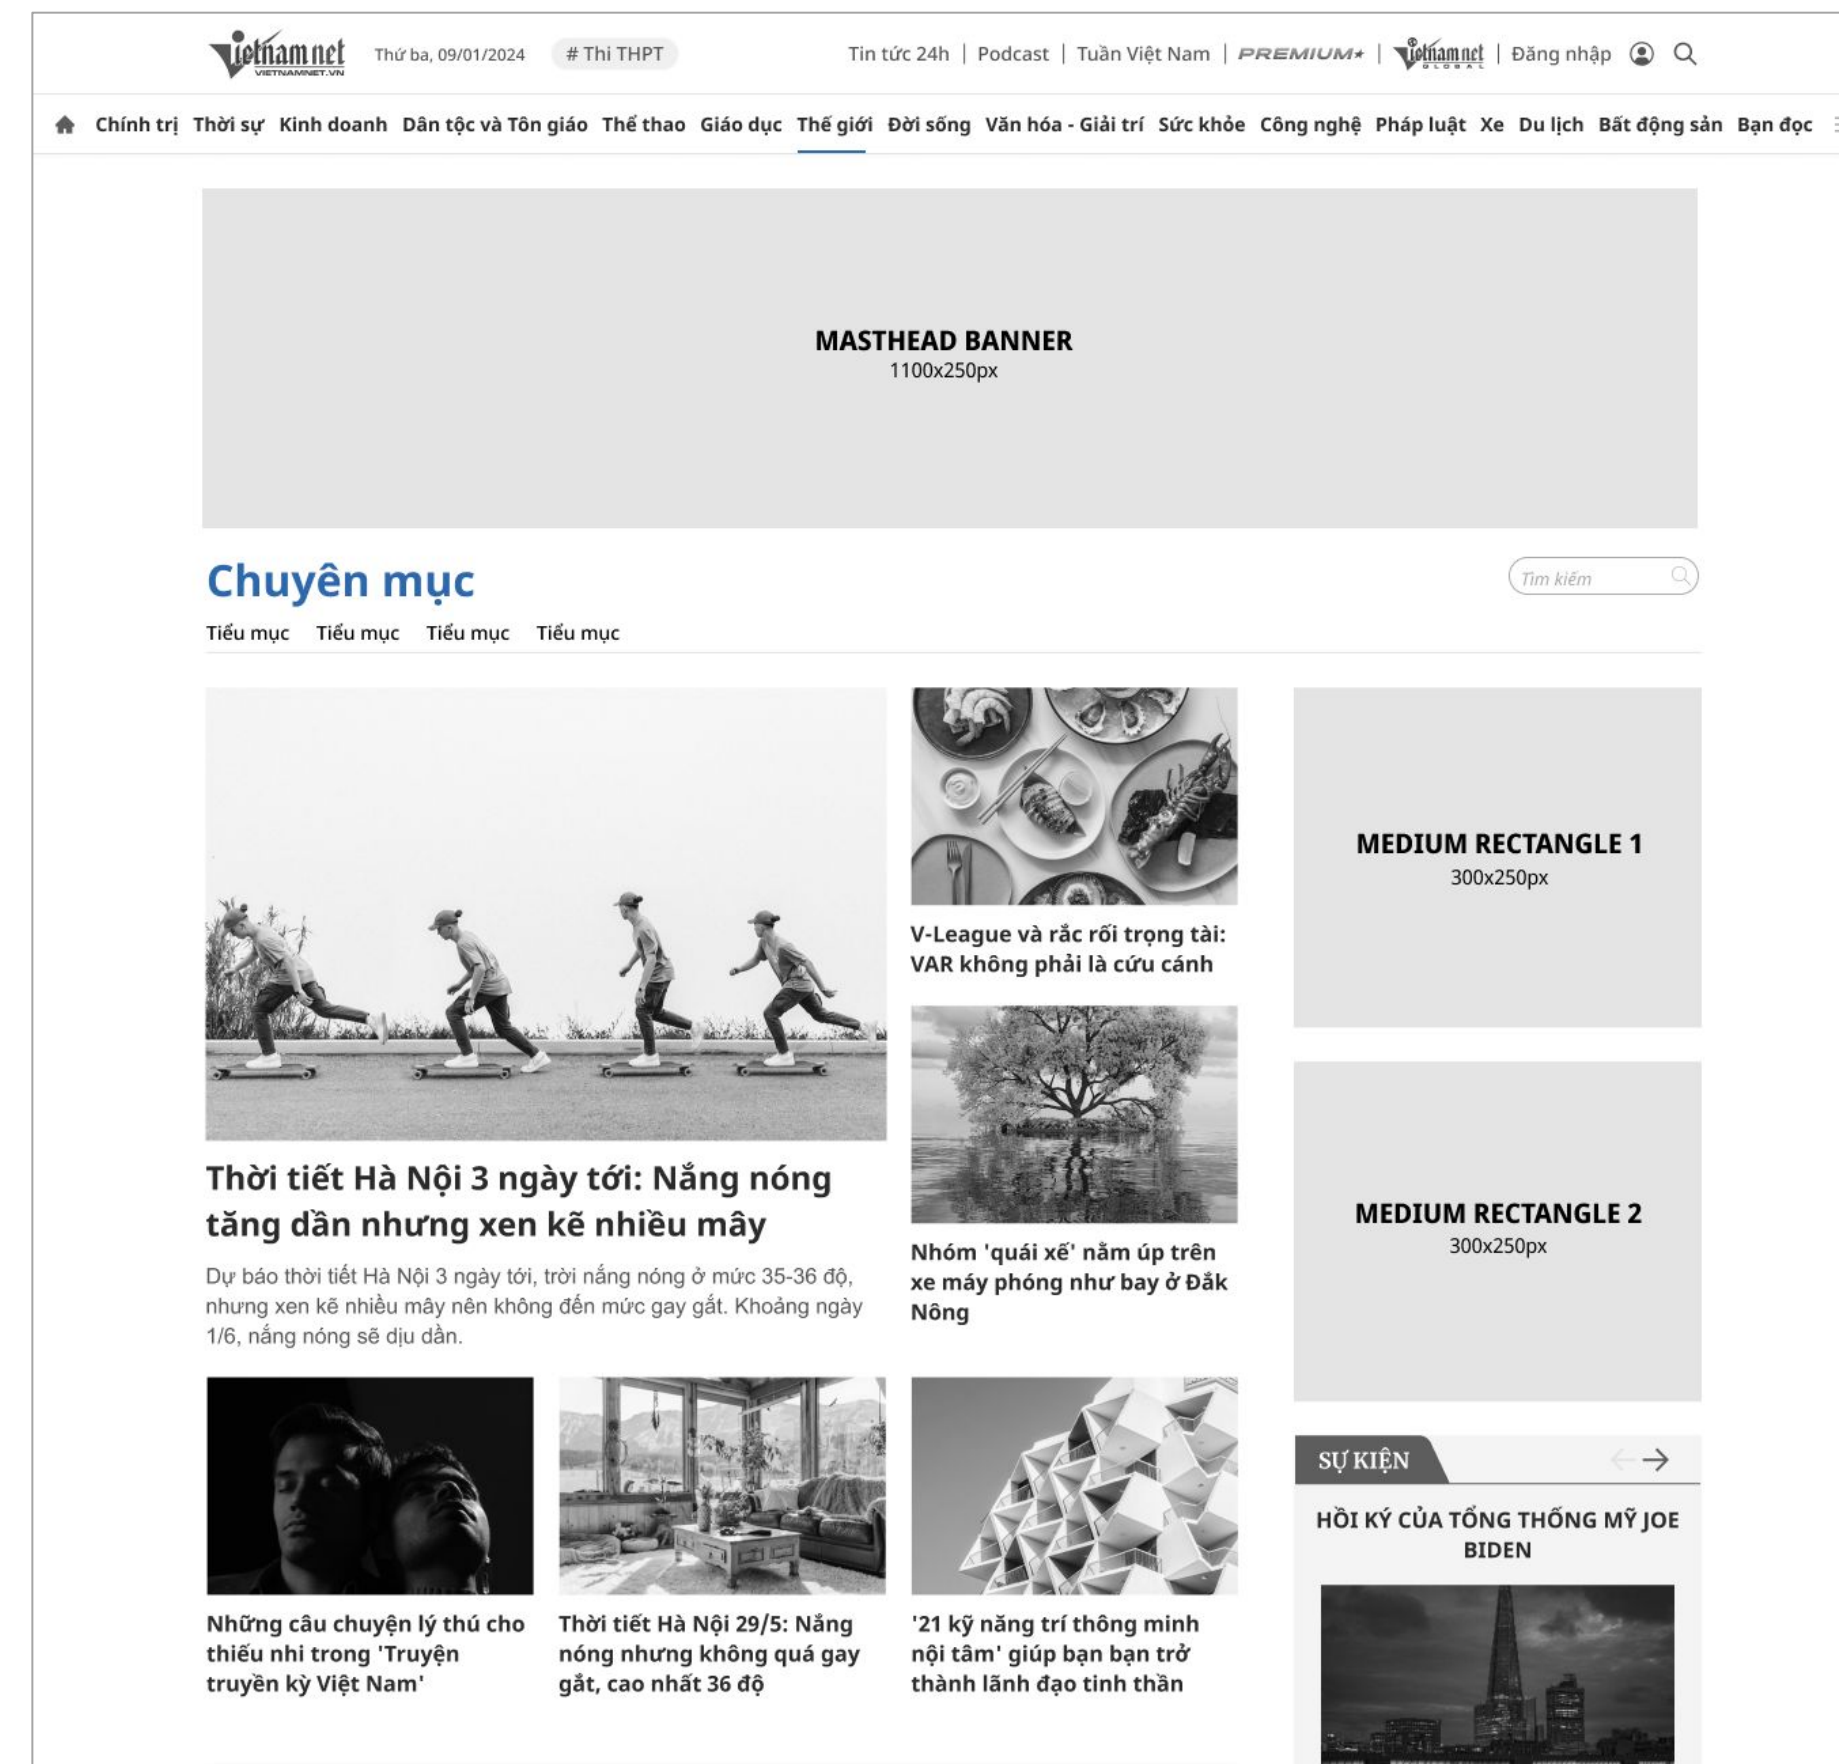 Vietnamnet
VIETNAMNET.VN
Thứ ba, 09/01/2024
# Thi THPT
Tin tức 24h | Podcast | Tuần Việt Nam | PREMIUM | Vietnamnet GLOBAL | Đăng nhập
Chính trị Thời sự Kinh doanh Dân tộc và Tôn giáo Thể thao Giáo dục Thế giới Đời sống Văn hóa - Giải trí Sức khỏe Công nghệ Pháp luật Xe Du lịch Bất động sản Bạn đọc
MASTHEAD BANNER
1100x250px
Chuyên mục
Tìm kiếm
Tiểu mục Tiểu mục Tiểu mục Tiểu mục
Thời tiết Hà Nội 3 ngày tới: Nắng nóng
tăng dần nhưng xen kẽ nhiều mây
Dự báo thời tiết Hà Nội 3 ngày tới, trời nắng nóng ở mức 35-36 độ,
nhưng xen kẽ nhiều mây nên không đến mức gay gắt. Khoảng ngày
1/6, nắng nóng sẽ dịu dần.
V-League và rắc rối trọng tài:
VAR không phải là cứu cánh
Nhóm 'quái xế' nằm úp trên
xe máy phóng như bay ở Đắk
Nông
MEDIUM RECTANGLE 1
300x250px
MEDIUM RECTANGLE 2
300x250px
Những câu chuyện lý thú cho
thiếu nhi trong 'Truyện
truyền kỳ Việt Nam'
Thời tiết Hà Nội 29/5: Nắng
nóng nhưng không quá gay
gắt, cao nhất 36 độ
'21 kỹ năng trí thông minh
nội tâm' giúp bạn bạn trở
thành lãnh đạo tinh thần
SỰ KIỆN
HỒI KÝ CỦA TỔNG THỐNG MỸ JOE
BIDEN